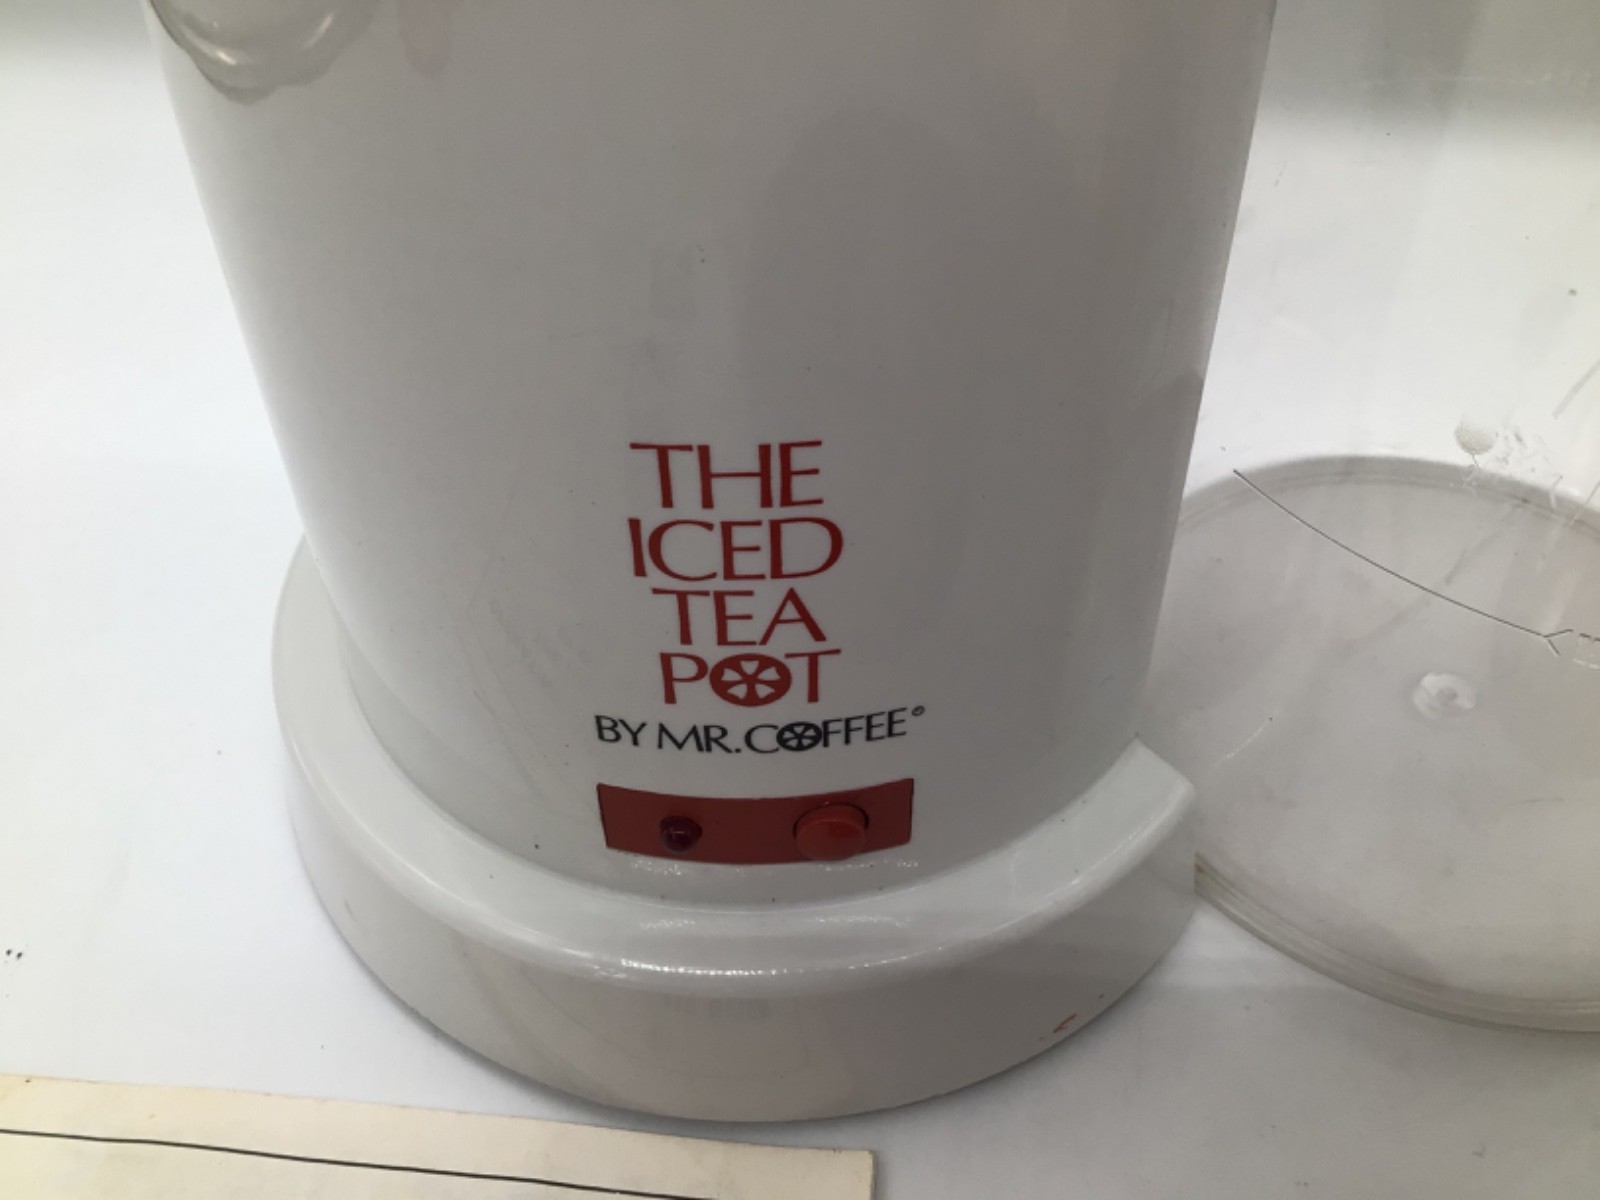 THE
ICED
TEA
POT
BY MR. COFFEE®